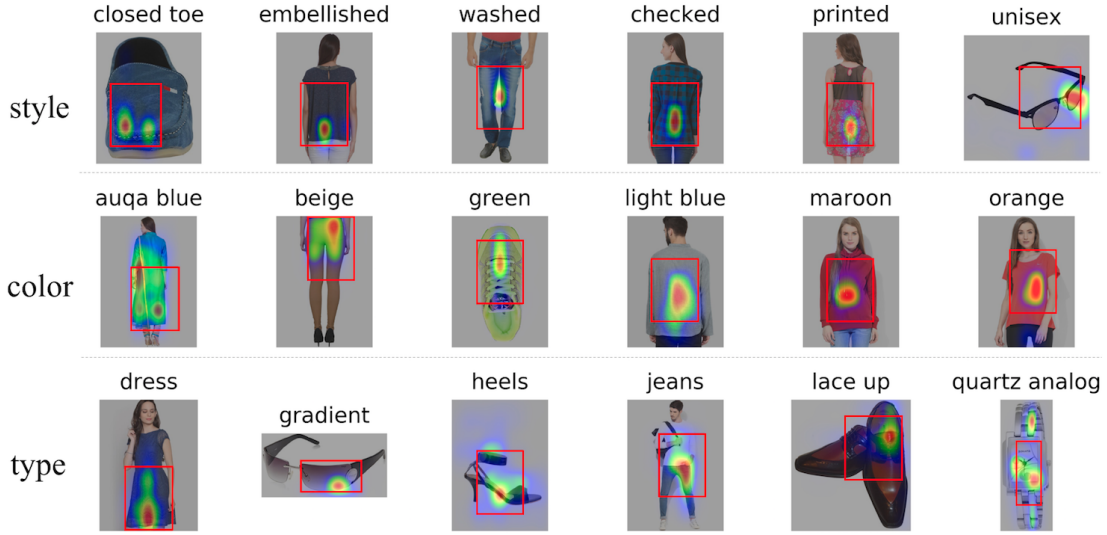 closed toe embellished washed checked printed unisex
style
auqa blue beige green light blue maroon orange
color
dress gradient heels jeans lace up quartz analog
type